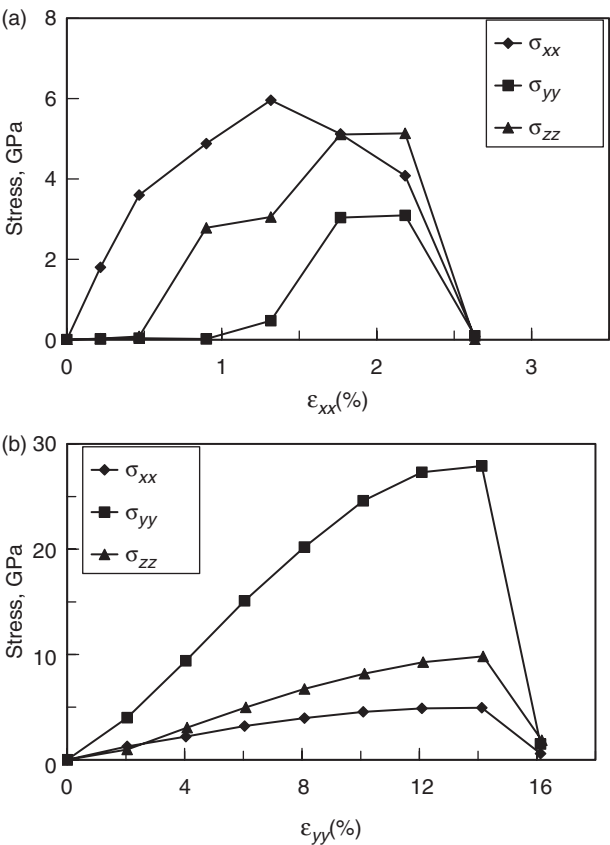 (a)
8
6
4
2
0
Stress, GPa
σxx
σyy
σzz
0 1 2 3
εxx(%)
(b)
30
20
10
0
Stress, GPa
σxx
σyy
σzz
0 4 8 12 16
εyy(%)